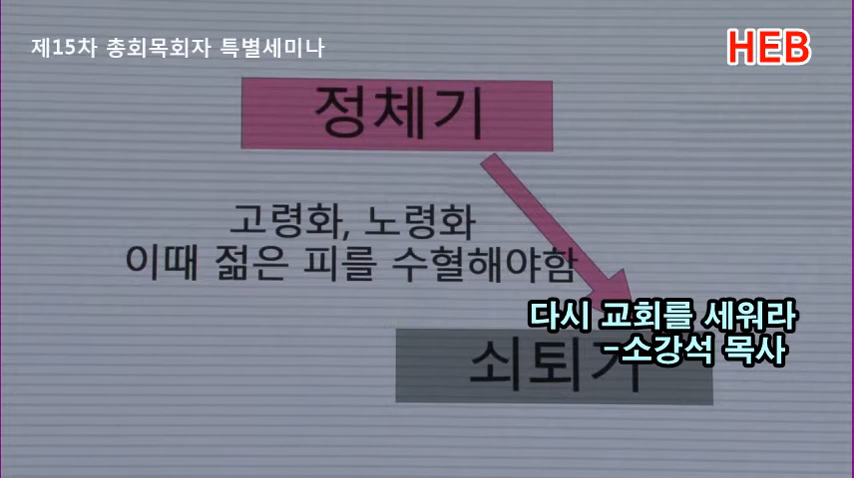 제15차 총회목회자 특별세미나
HEB
정체기
고령화, 노령화
이때 젊은 피를 수혈해야함
다시 교회를 세워라
-소강석 목사
쇠퇴기